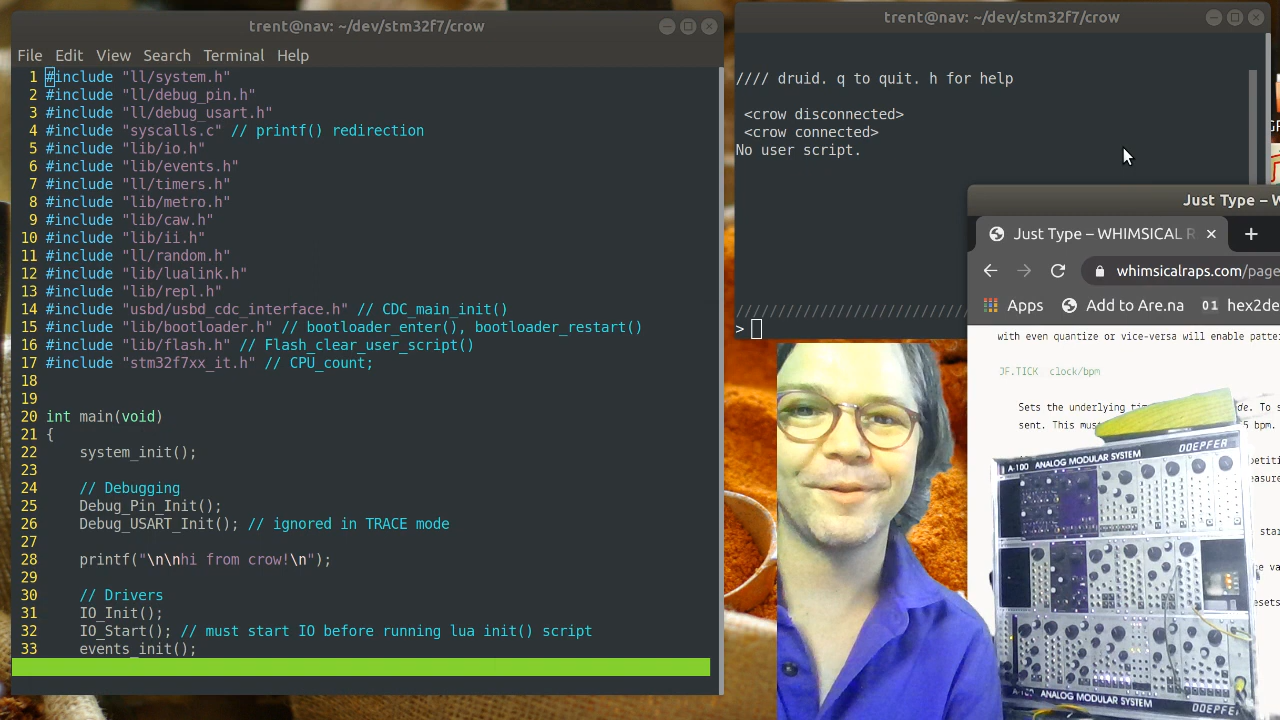 trent@nav: ~/dev/stm32f7/crow
File Edit View Search Terminal Help
1 #include "ll/system.h"
2 #include "ll/debug_pin.h"
3 #include "ll/debug_usart.h"
4 #include "syscalls.c" // printf() redirection
5 #include "lib/io.h"
6 #include "lib/events.h"
7 #include "ll/timers.h"
8 #include "lib/metro.h"
9 #include "lib/caw.h"
10 #include "lib/ii.h"
11 #include "ll/random.h"
12 #include "lib/lualink.h"
13 #include "lib/repl.h"
14 #include "usbd/usbd_cdc_interface.h" // CDC_main_init()
15 #include "lib/bootloader.h" // bootloader_enter(), bootloader_restart()
16 #include "lib/flash.h" // Flash_clear_user_script()
17 #include "stm32f7xx_it.h" // CPU_count;
18
19
20 int main(void)
21 {
22 system_init();
23
24 // Debugging
25 Debug_Pin_Init();
26 Debug_USART_Init(); // ignored in TRACE mode
27
28 printf("\n\nhi from crow!\n");
29
30 // Drivers
31 IO_Init();
32 IO_Start(); // must start IO before running lua init() script
33 events_init();
trent@nav: ~/dev/stm32f7/crow
//// druid. q to quit. h for help
<crow disconnected>
<crow connected>
No user script.
////////////////////////////
>
Just Type – W
Just Type – WHIMSICAL R
whimsicalraps.com/page
Apps Add to Are.na 01 hex2de
with even quantize or vice-versa will enable patte
JF.TICK clock/bpm
Sets the underlying
sent. This must 5 bpm.
A-100 ANALOG MODULAR SYSTEM DOEPFER
A-100 ANALOG MODULAR SYSTEM DOEPFER